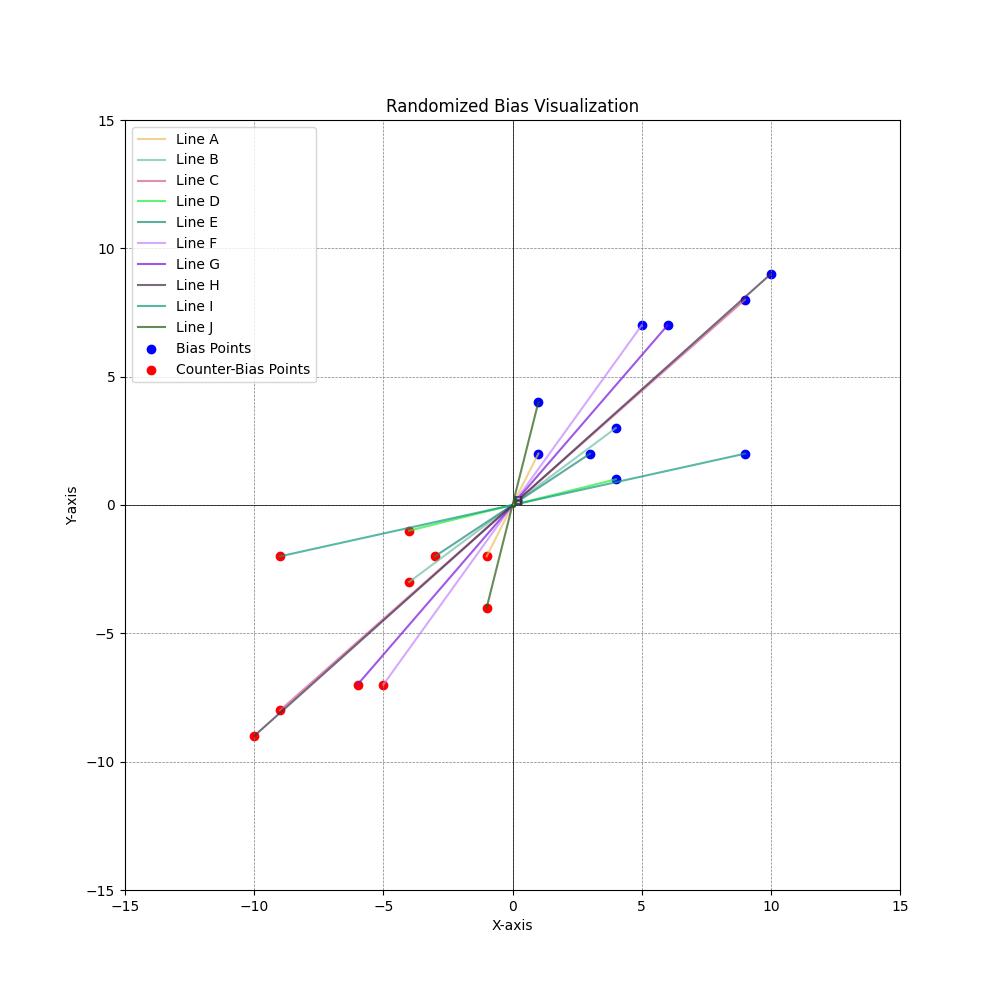 Randomized Bias Visualization
15
10
5
0
−5
−10
−15
Y-axis
Line A
Line B
Line C
Line D
Line E
Line F
Line G
Line H
Line I
Line J
Bias Points
Counter-Bias Points
−15
−10
−5
0
5
10
15
X-axis